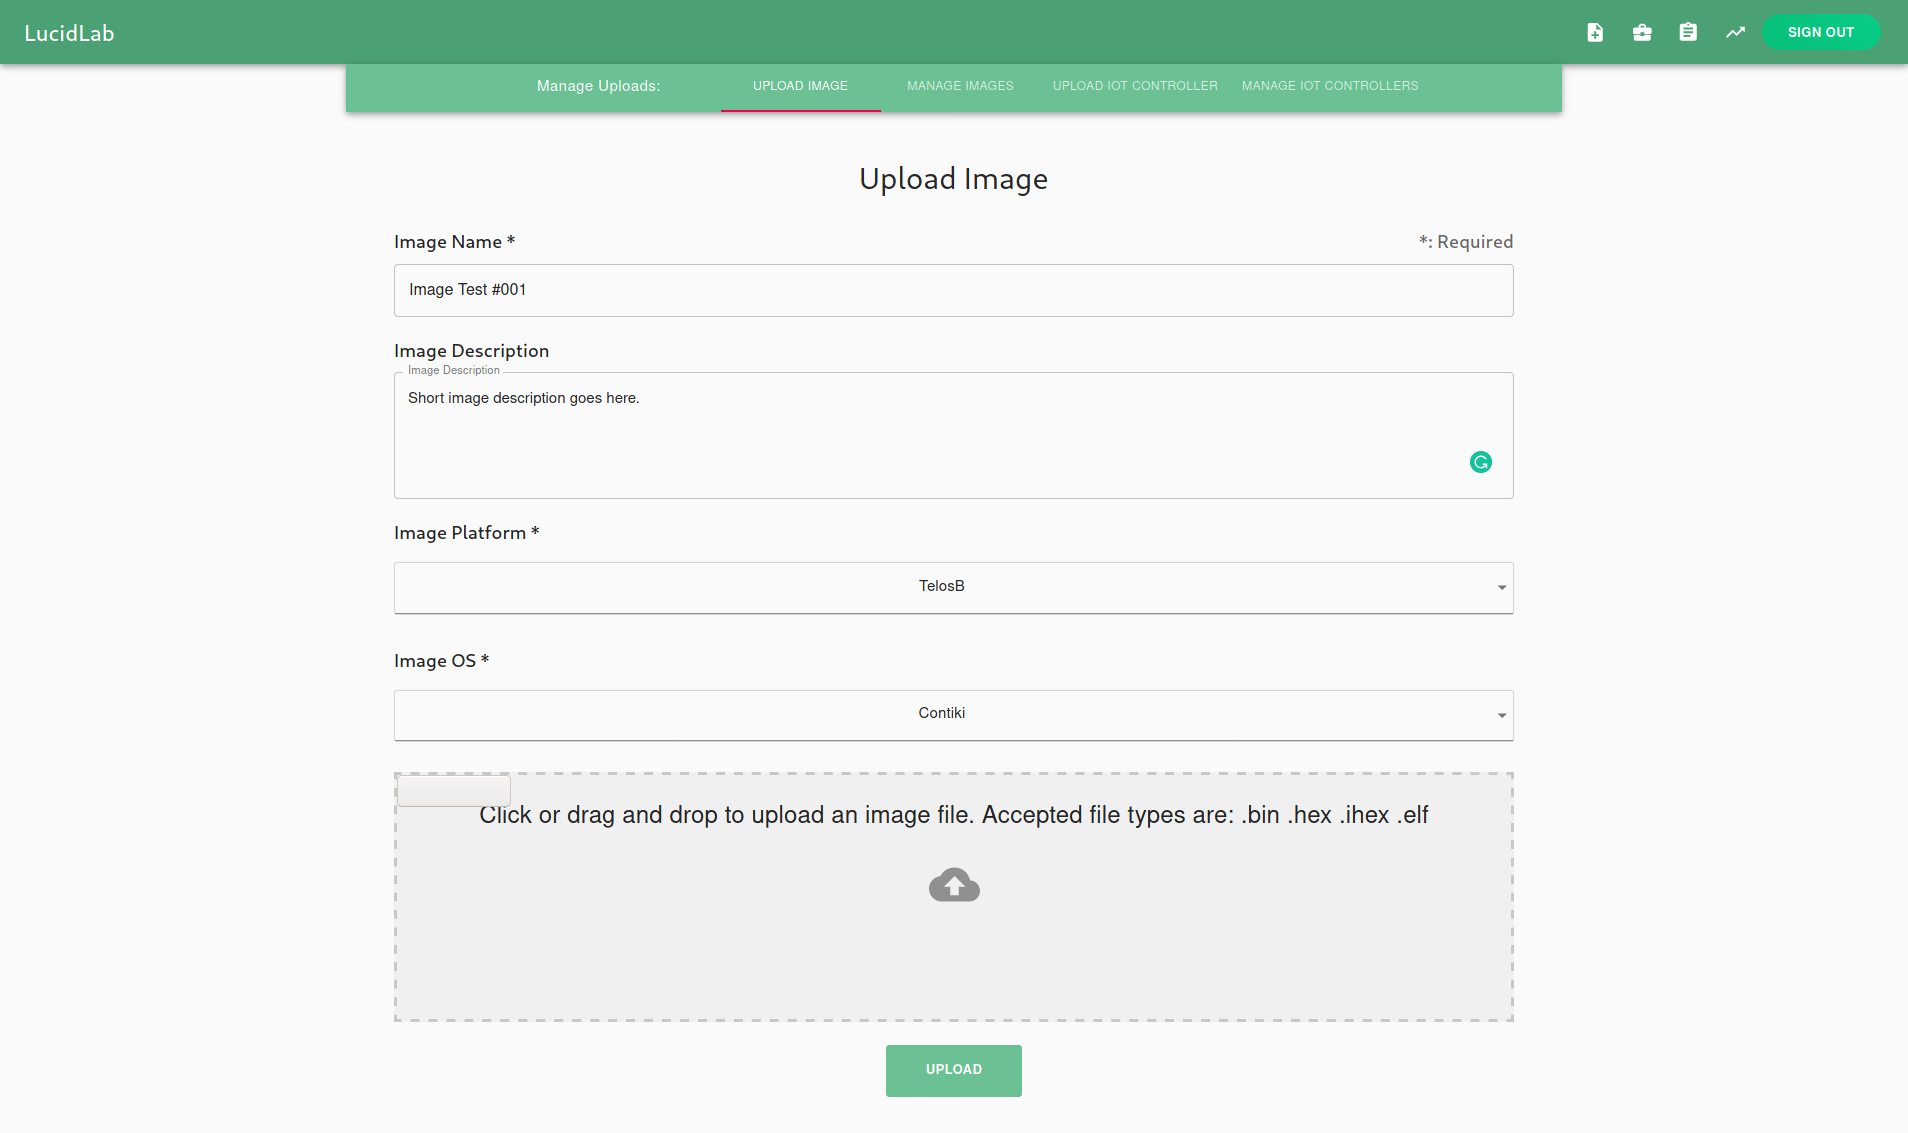 LucidLab
SIGN OUT
Manage Uploads:
UPLOAD IMAGE
MANAGE IMAGES
UPLOAD IOT CONTROLLER
MANAGE IOT CONTROLLERS
Upload Image
Image Name *
*: Required
Image Test #001
Image Description
Image Description
Short image description goes here.
Image Platform *
TelosB
Image OS *
Contiki
Click or drag and drop to upload an image file. Accepted file types are: .bin .hex .ihex .elf
UPLOAD